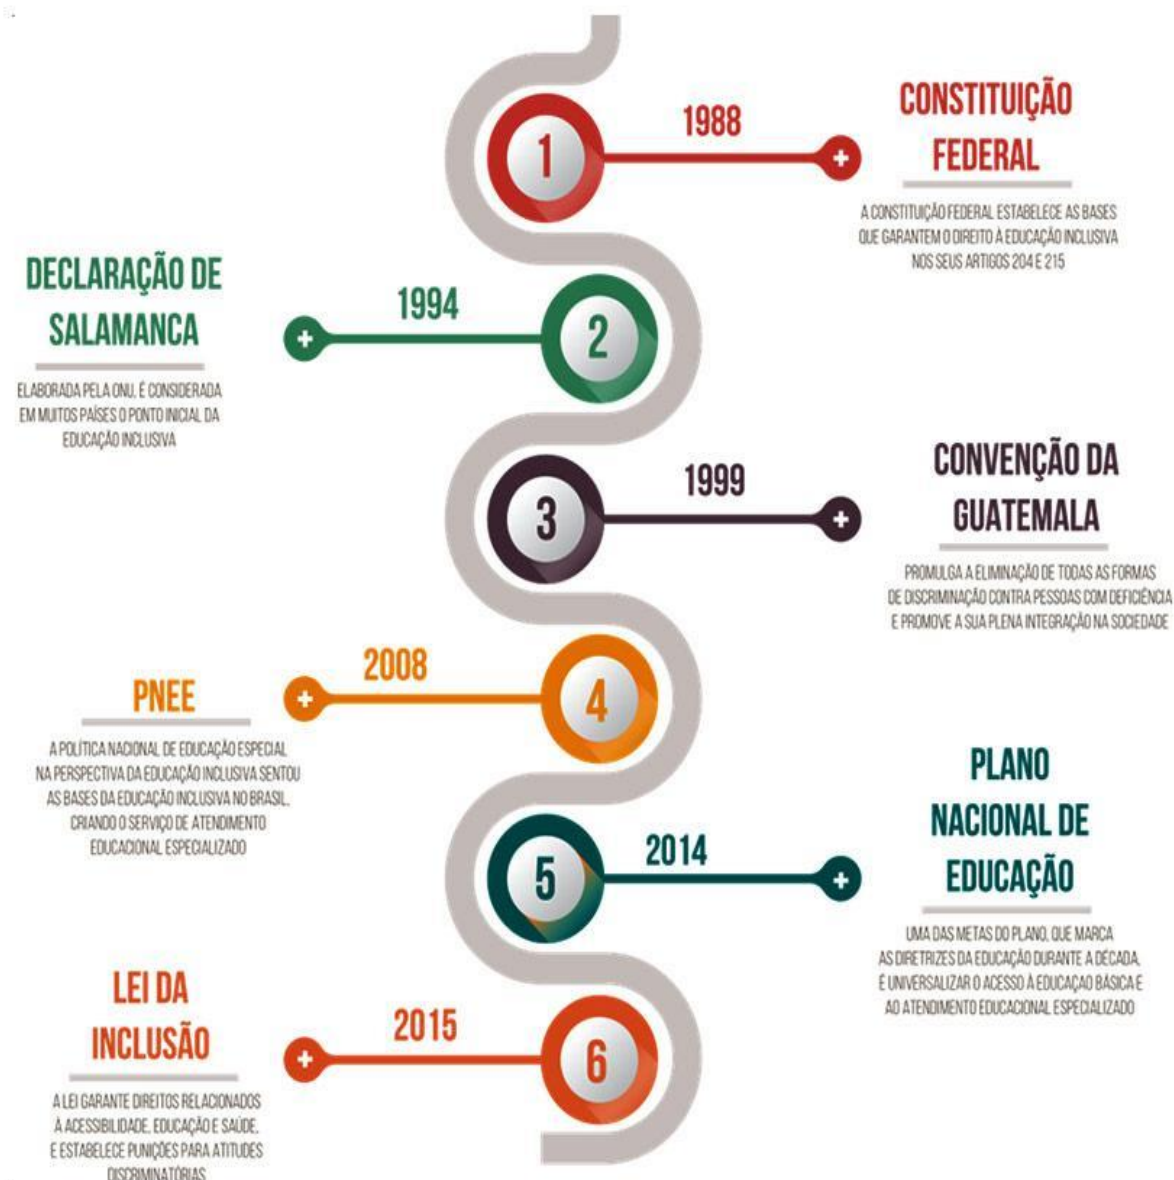 1
1988
CONSTITUIÇÃO
FEDERAL
A CONSTITUIÇÃO FEDERAL ESTABELECE AS BASES
QUE GARANTEM O DIREITO À EDUCAÇÃO INCLUSIVA
NOS SEUS ARTIGOS 204 E 215
DECLARAÇÃO DE
SALAMANCA
ELABORADA PELA ONU, É CONSIDERADA
EM MUITOS PAÍSES O PONTO INICIAL DA
EDUCAÇÃO INCLUSIVA
1994
2
3
1999
CONVENÇÃO DA
GUATEMALA
PROMULGA A ELIMINAÇÃO DE TODAS AS FORMAS
DE DISCRIMINAÇÃO CONTRA PESSOAS COM DEFICIÊNCIA
E PROMOVE A SUA PLENA INTEGRAÇÃO NA SOCIEDADE
PNEE
A POLÍTICA NACIONAL DE EDUCAÇÃO ESPECIAL
NA PERSPECTIVA DA EDUCAÇÃO INCLUSIVA SENTOU
AS BASES DA EDUCAÇÃO INCLUSIVA NO BRASIL,
CRIANDO O SERVIÇO DE ATENDIMENTO
EDUCACIONAL ESPECIALIZADO
2008
4
5
2014
PLANO
NACIONAL DE
EDUCAÇÃO
UMA DAS METAS DO PLANO, QUE MARCA
AS DIRETRIZES DA EDUCAÇÃO DURANTE A DÉCADA,
É UNIVERSALIZAR O ACESSO À EDUCAÇAO BÁSICA E
AO ATENDIMENTO EDUCACIONAL ESPECIALIZADO
LEI DA
INCLUSÃO
A LEI GARANTE DIREITOS RELACIONADOS
À ACESSIBILIDADE, EDUCAÇÃO E SAÚDE,
E ESTABELECE PUNIÇÕES PARA ATITUDES
DISCRIMINATÓRIAS
2015
6